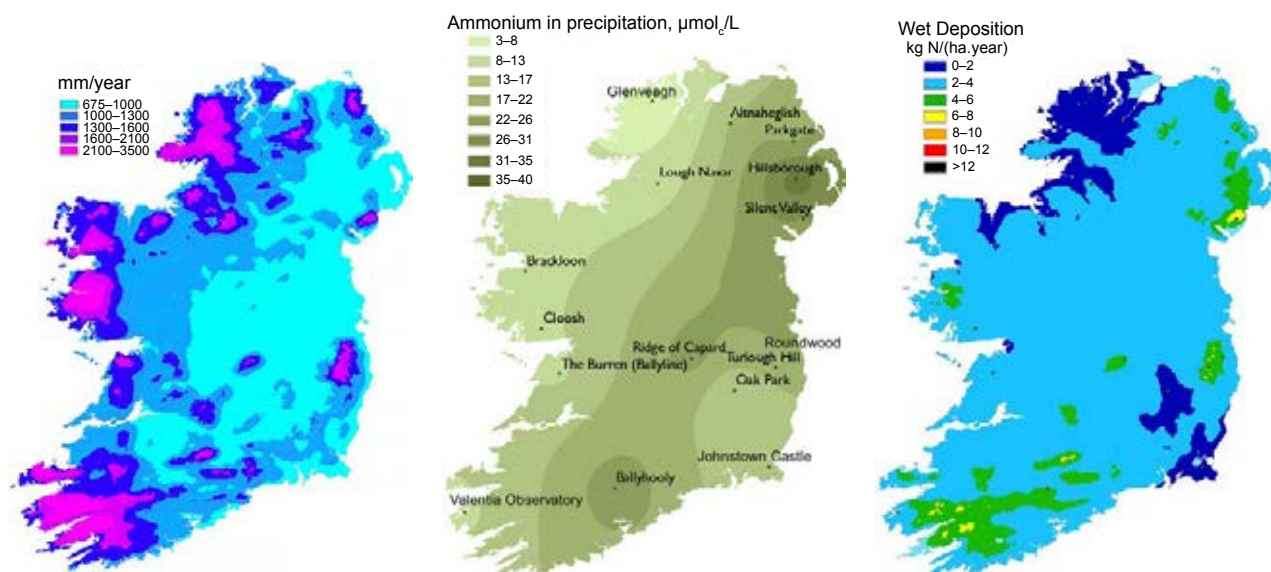 mm/year
675–1000
1000–1300
1300–1600
1600–2100
2100–3500
Ammonium in precipitation, µmol꜀/L
3–8
8–13
13–17
17–22
22–26
26–31
31–35
35–40
Glenveagh
Altnaheglish
Parkgate
Lough Navar
Hillsborough
Silent Valley
Brackloon
Cloosh
Ridge of Capard
Roundwood
The Burren (Ballyline)
Turlough Hill
Oak Park
Johnstown Castle
Ballyhooly
Valentia Observatory
Wet Deposition
kg N/(ha.year)
0–2
2–4
4–6
6–8
8–10
10–12
>12